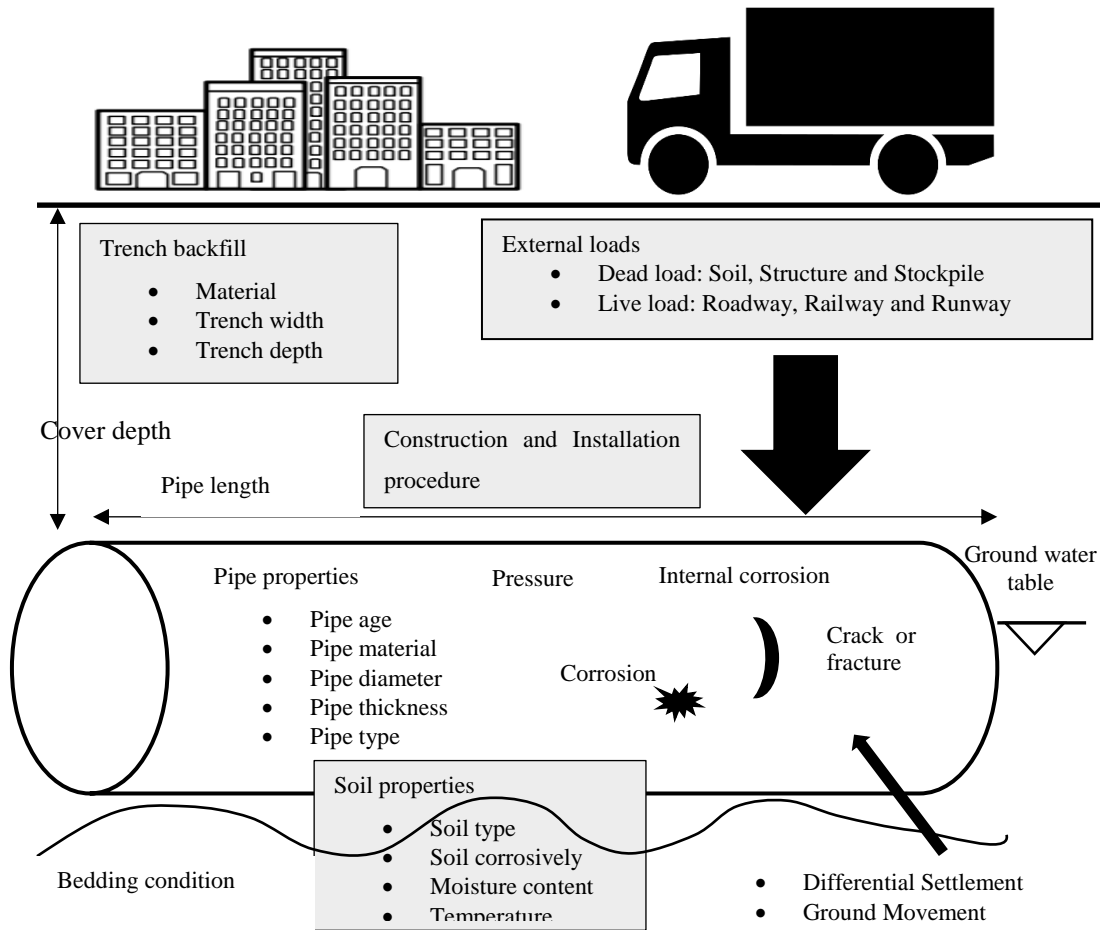 Trench backfill
• Material
• Trench width
• Trench depth
External loads
• Dead load: Soil, Structure and Stockpile
• Live load: Roadway, Railway and Runway
Cover depth
Construction and Installation
procedure
Pipe length
Ground water
table
Pipe properties
• Pipe age
• Pipe material
• Pipe diameter
• Pipe thickness
• Pipe type
Pressure
Internal corrosion
Crack or
fracture
Corrosion
Soil properties
• Soil type
• Soil corrosively
• Moisture content
• Temperature
Bedding condition
• Differential Settlement
• Ground Movement